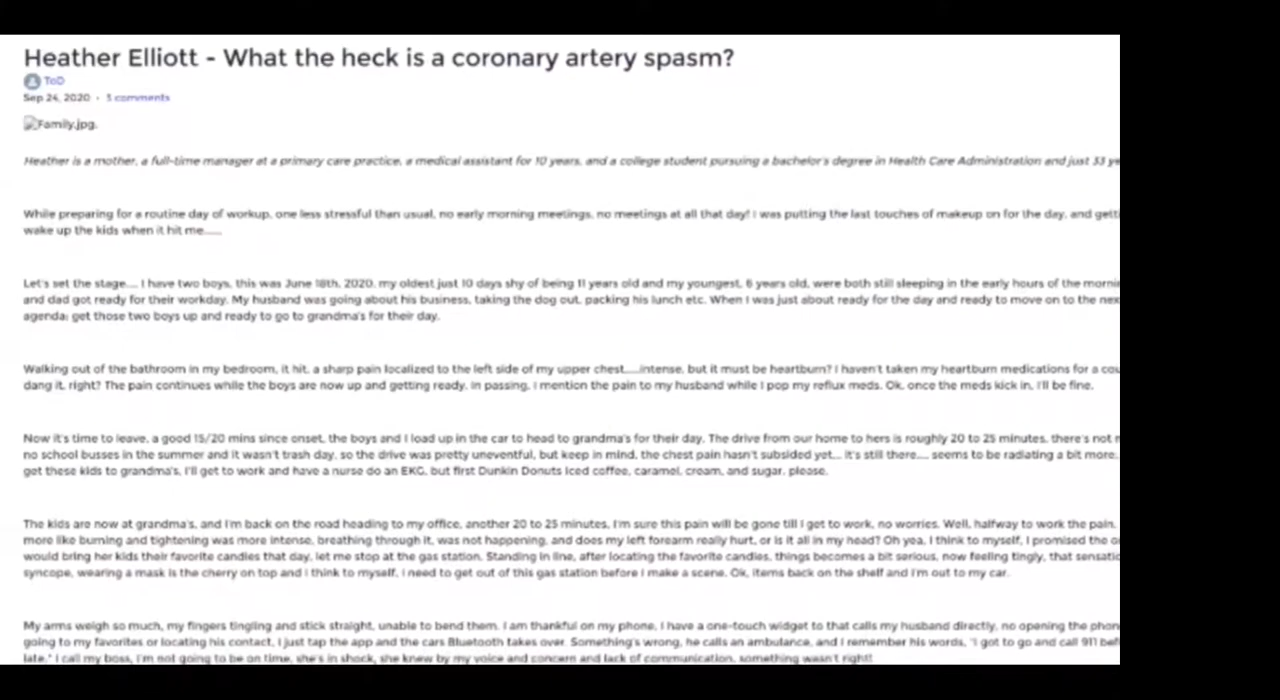 Heather Elliott - What the heck is a coronary artery spasm?
ToD
Sep 24, 2020 · 3 comments
Family.jpg.
Heather is a mother, a full-time manager at a primary care practice, a medical assistant for 10 years, and a college student pursuing a bachelor's degree in Health Care Administration and just 33 ye
While preparing for a routine day of workup, one less stressful than usual, no early morning meetings, no meetings at all that day! I was putting the last touches of makeup on for the day, and getti
wake up the kids when it hit me......
Let's set the stage.... I have two boys, this was June 18th, 2020, my oldest just 10 days shy of being 11 years old and my youngest, 6 years old, were both still sleeping in the early hours of the morni
and dad got ready for their workday. My husband was going about his business, taking the dog out, packing his lunch etc. When I was just about ready for the day and ready to move on to the nex
agenda; get those two boys up and ready to go to grandma's for their day.
Walking out of the bathroom in my bedroom, it hit, a sharp pain localized to the left side of my upper chest.....intense, but it must be heartburn? I haven't taken my heartburn medications for a cou
dang it, right? The pain continues while the boys are now up and getting ready, in passing, I mention the pain to my husband while I pop my reflux meds. Ok, once the meds kick in, I'll be fine.
Now it's time to leave, a good 15/20 mins since onset, the boys and I load up in the car to head to grandma's for their day. The drive from our home to hers is roughly 20 to 25 minutes, there's not
no school busses in the summer and it wasn't trash day, so the drive was pretty uneventful, but keep in mind, the chest pain hasn't subsided yet... it's still there.... seems to be radiating a bit more.
get these kids to grandma's, I'll get to work and have a nurse do an EKG, but first Dunkin Donuts Iced coffee, caramel, cream, and sugar, please.
The kids are now at grandma's, and I'm back on the road heading to my office, another 20 to 25 minutes, I'm sure this pain will be gone till I get to work, no worries. Well, halfway to work the pain,
more like burning and tightening was more intense, breathing through it, was not happening, and does my left forearm really hurt, or is it all in my head? Oh yea, I think to myself, I promised the o
would bring her kids their favorite candies that day, let me stop at the gas station. Standing in line, after locating the favorite candies, things becomes a bit serious, now feeling tingly, that sensatio
syncope, wearing a mask is the cherry on top and I think to myself, I need to get out of this gas station before I make a scene. Ok, items back on the shelf and I'm out to my car.
My arms weigh so much, my fingers tingling and stick straight, unable to bend them. I am thankful on my phone, I have a one-touch widget to that calls my husband directly, no opening the phon
going to my favorites or locating his contact, I just tap the app and the cars Bluetooth takes over. Something's wrong, he calls an ambulance, and I remember his words, "I got to go and call 911 bef
late." I call my boss, I'm not going to be on time, she's in shock, she knew by my voice and concern and lack of communication, something wasn't right!